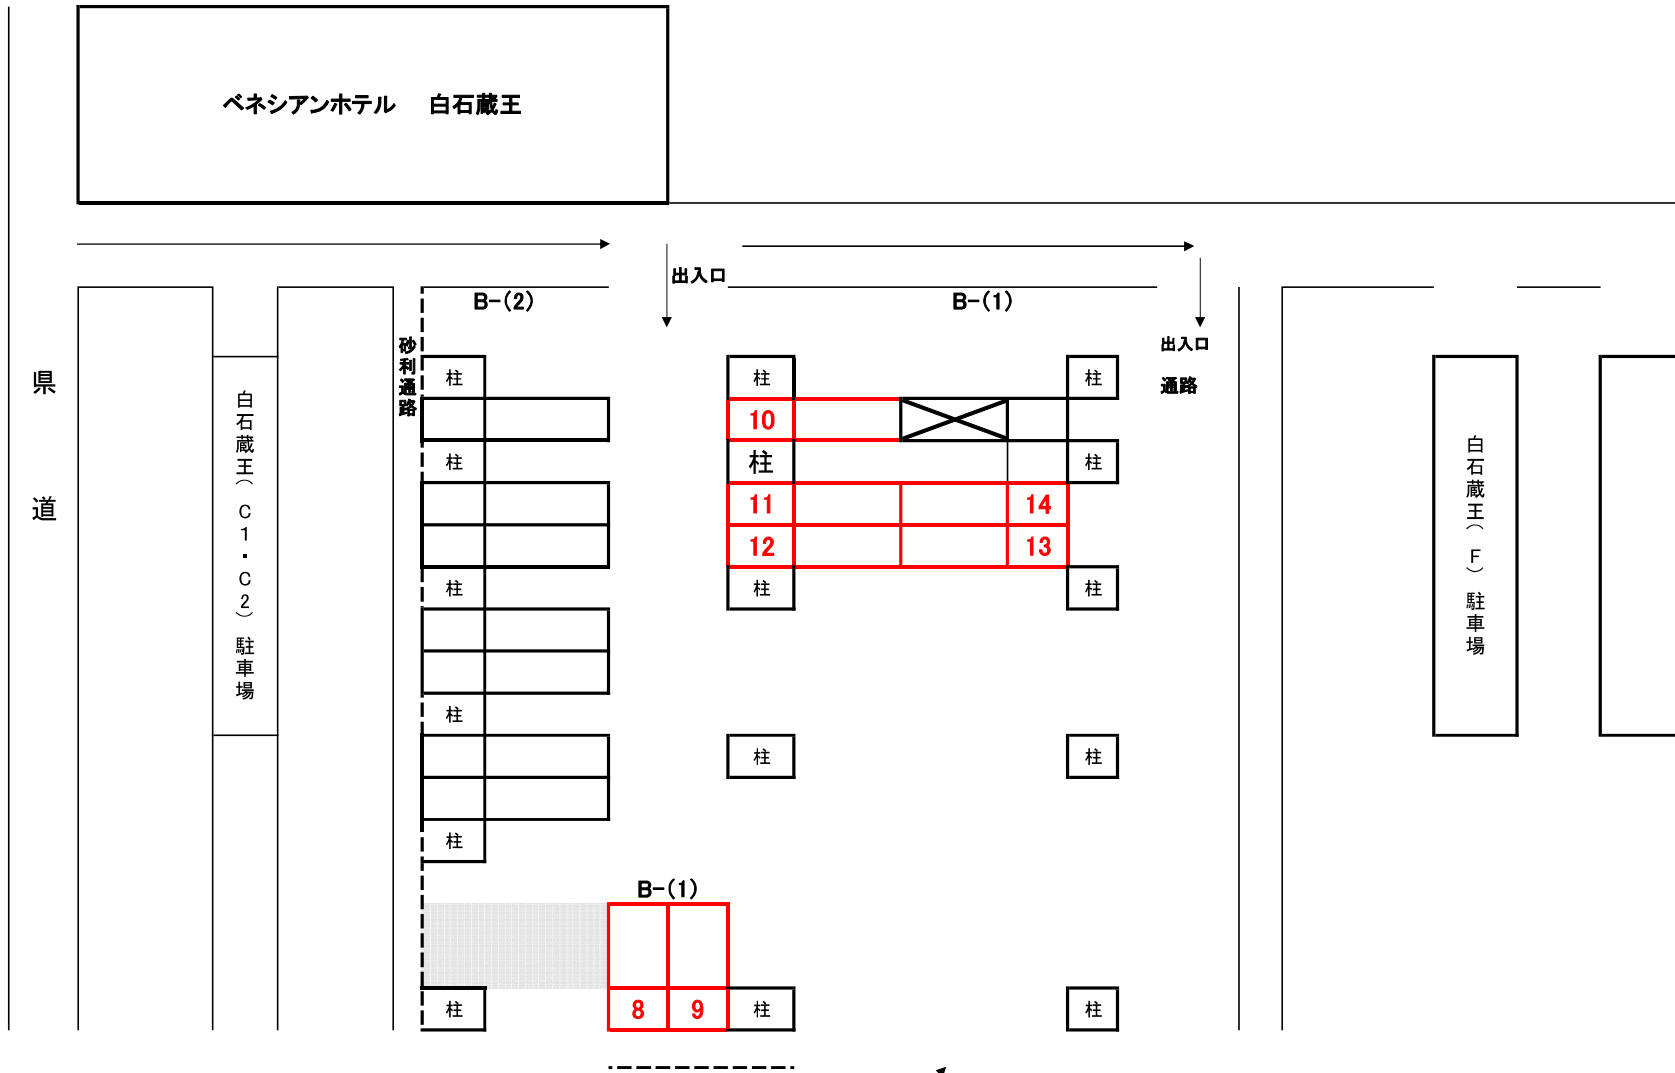 ベネシアンホテル　白石蔵王
出入口
B-(2)
B-(1)
砂利通路
出入口
通路
県道
白石蔵王（C1・C2）駐車場
白石蔵王（F）駐車場
柱
柱
柱
10
柱
柱
柱
11
14
12
13
柱
柱
柱
柱
柱
柱
柱
B-(1)
柱
8
9
柱
柱